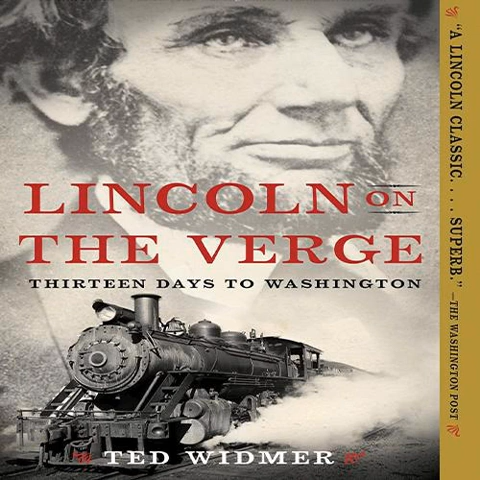 LINCOLN ON
THE VERGE
THIRTEEN DAYS TO WASHINGTON
TED WIDMER
"A LINCOLN CLASSIC. . . . SUPERB." —THE WASHINGTON POST